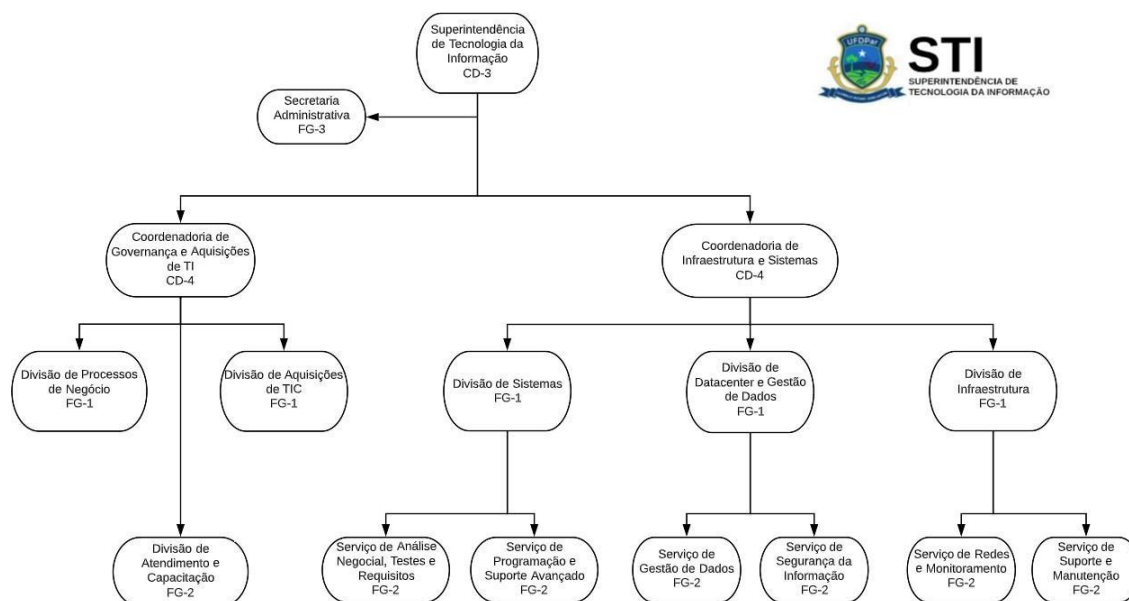 Superintendência
de Tecnologia da
Informação
CD-3
UFDPar
STI
SUPERINTENDÊNCIA DE
TECNOLOGIA DA INFORMAÇÃO
Secretaria
Administrativa
FG-3
Coordenadoria de
Governança e Aquisições
de TI
CD-4
Coordenadoria de
Infraestrutura e Sistemas
CD-4
Divisão de Processos
de Negócio
FG-1
Divisão de Aquisições
de TIC
FG-1
Divisão de Sistemas
FG-1
Divisão de
Datacenter e Gestão
de Dados
FG-1
Divisão de
Infraestrutura
FG-1
Divisão de
Atendimento e
Capacitação
FG-2
Serviço de Análise
Negocial, Testes e
Requisitos
FG-2
Serviço de
Programação e
Suporte Avançado
FG-2
Serviço de
Gestão de Dados
FG-2
Serviço de
Segurança da
Informação
FG-2
Serviço de Redes
e Monitoramento
FG-2
Serviço de
Suporte e
Manutenção
FG-2